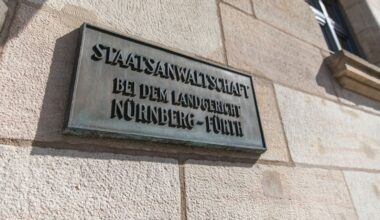 STAATSANWALTSCHAFT
BEI DEM LANDGERICHT
NÜRNBERG - FÜRTH